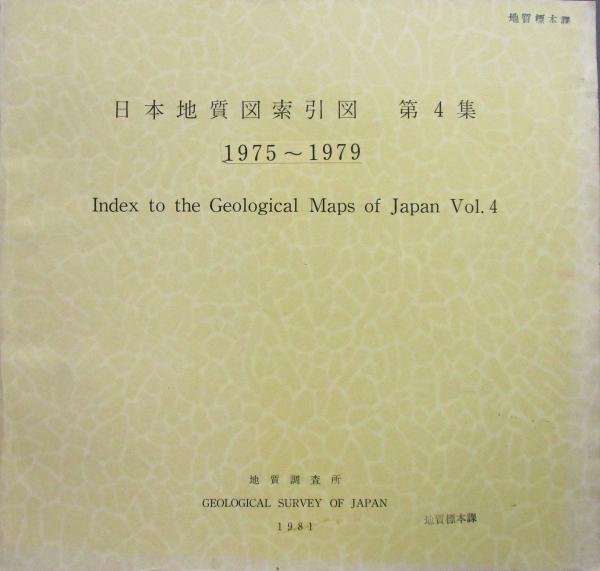 地質標本課
日本地質図索引図 第4集
1975～1979
Index to the Geological Maps of Japan Vol. 4
地質調査所
GEOLOGICAL SURVEY OF JAPAN
1981
地質標本課